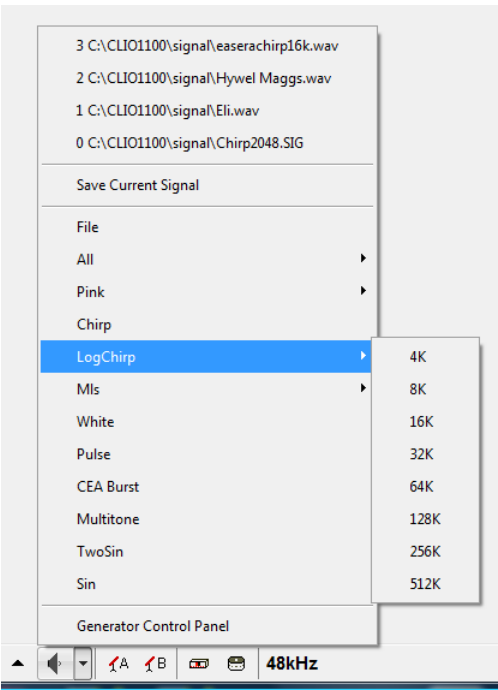 3 C:\CLIO1100\signal\easerachirp16k.wav
2 C:\CLIO1100\signal\Hywel Maggs.wav
1 C:\CLIO1100\signal\Eli.wav
0 C:\CLIO1100\signal\Chirp2048.SIG
Save Current Signal
File
All
Pink
Chirp
LogChirp
Mls
White
Pulse
CEA Burst
Multitone
TwoSin
Sin
Generator Control Panel
4K
8K
16K
32K
64K
128K
256K
512K
A B 48kHz